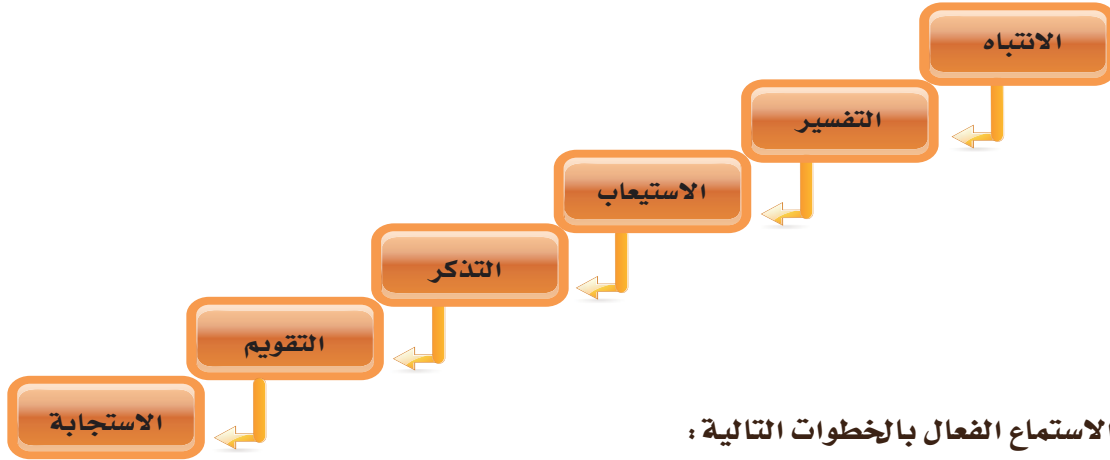 الانتباه
التفسير
الاستيعاب
التذكر
التقويم
الاستجابة
الاستماع الفعال بالخطوات التالية :